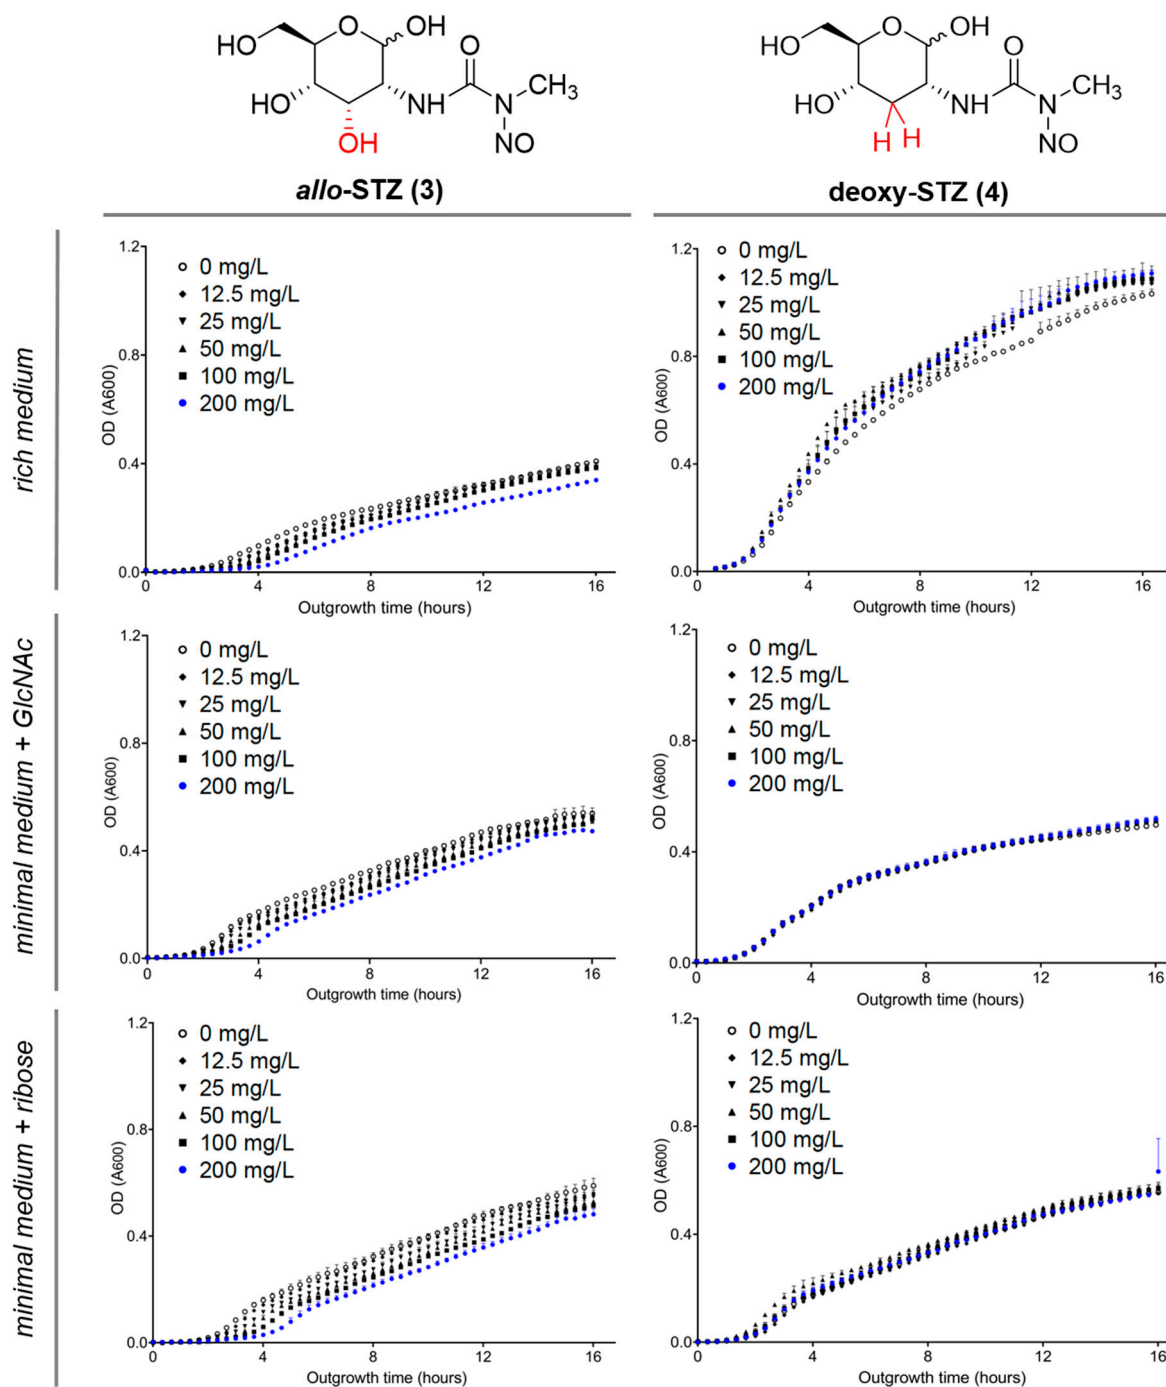 HO
O
OH
O
HO
NH
N
CH3
OH
NO
allo-STZ (3)
HO
O
OH
O
HO
NH
N
CH3
H H
NO
deoxy-STZ (4)
rich medium
1.2
0.8
0.4
0.0
OD (A600)
0 mg/L
12.5 mg/L
25 mg/L
50 mg/L
100 mg/L
200 mg/L
0 4 8 12 16
Outgrowth time (hours)
1.2
0.8
0.4
0.0
OD (A600)
0 mg/L
12.5 mg/L
25 mg/L
50 mg/L
100 mg/L
200 mg/L
0 4 8 12 16
Outgrowth time (hours)
minimal medium + GlcNAc
1.2
0.8
0.4
0.0
OD (A600)
0 mg/L
12.5 mg/L
25 mg/L
50 mg/L
100 mg/L
200 mg/L
0 4 8 12 16
Outgrowth time (hours)
1.2
0.8
0.4
0.0
OD (A600)
0 mg/L
12.5 mg/L
25 mg/L
50 mg/L
100 mg/L
200 mg/L
0 4 8 12 16
Outgrowth time (hours)
minimal medium + ribose
1.2
0.8
0.4
0.0
OD (A600)
0 mg/L
12.5 mg/L
25 mg/L
50 mg/L
100 mg/L
200 mg/L
0 4 8 12 16
Outgrowth time (hours)
1.2
0.8
0.4
0.0
OD (A600)
0 mg/L
12.5 mg/L
25 mg/L
50 mg/L
100 mg/L
200 mg/L
0 4 8 12 16
Outgrowth time (hours)